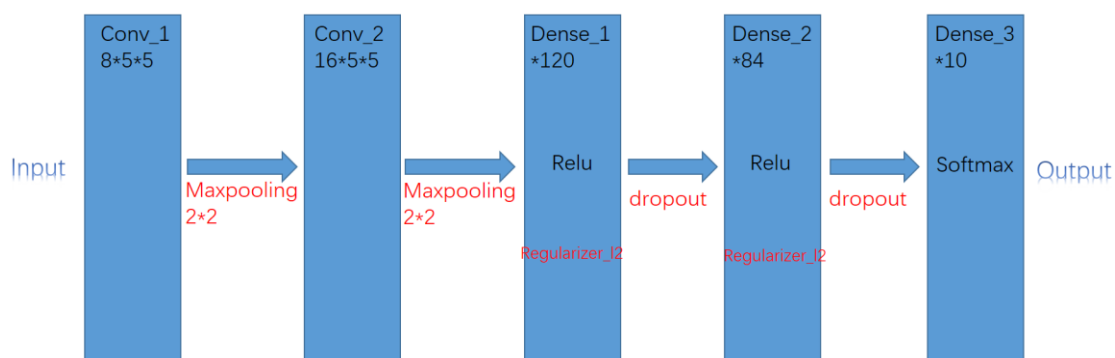 Input
Conv_1
8*5*5
Maxpooling
2*2
Conv_2
16*5*5
Maxpooling
2*2
Dense_1
*120
Relu
Regularizer_l2
dropout
Dense_2
*84
Relu
Regularizer_l2
dropout
Dense_3
*10
Softmax
Output